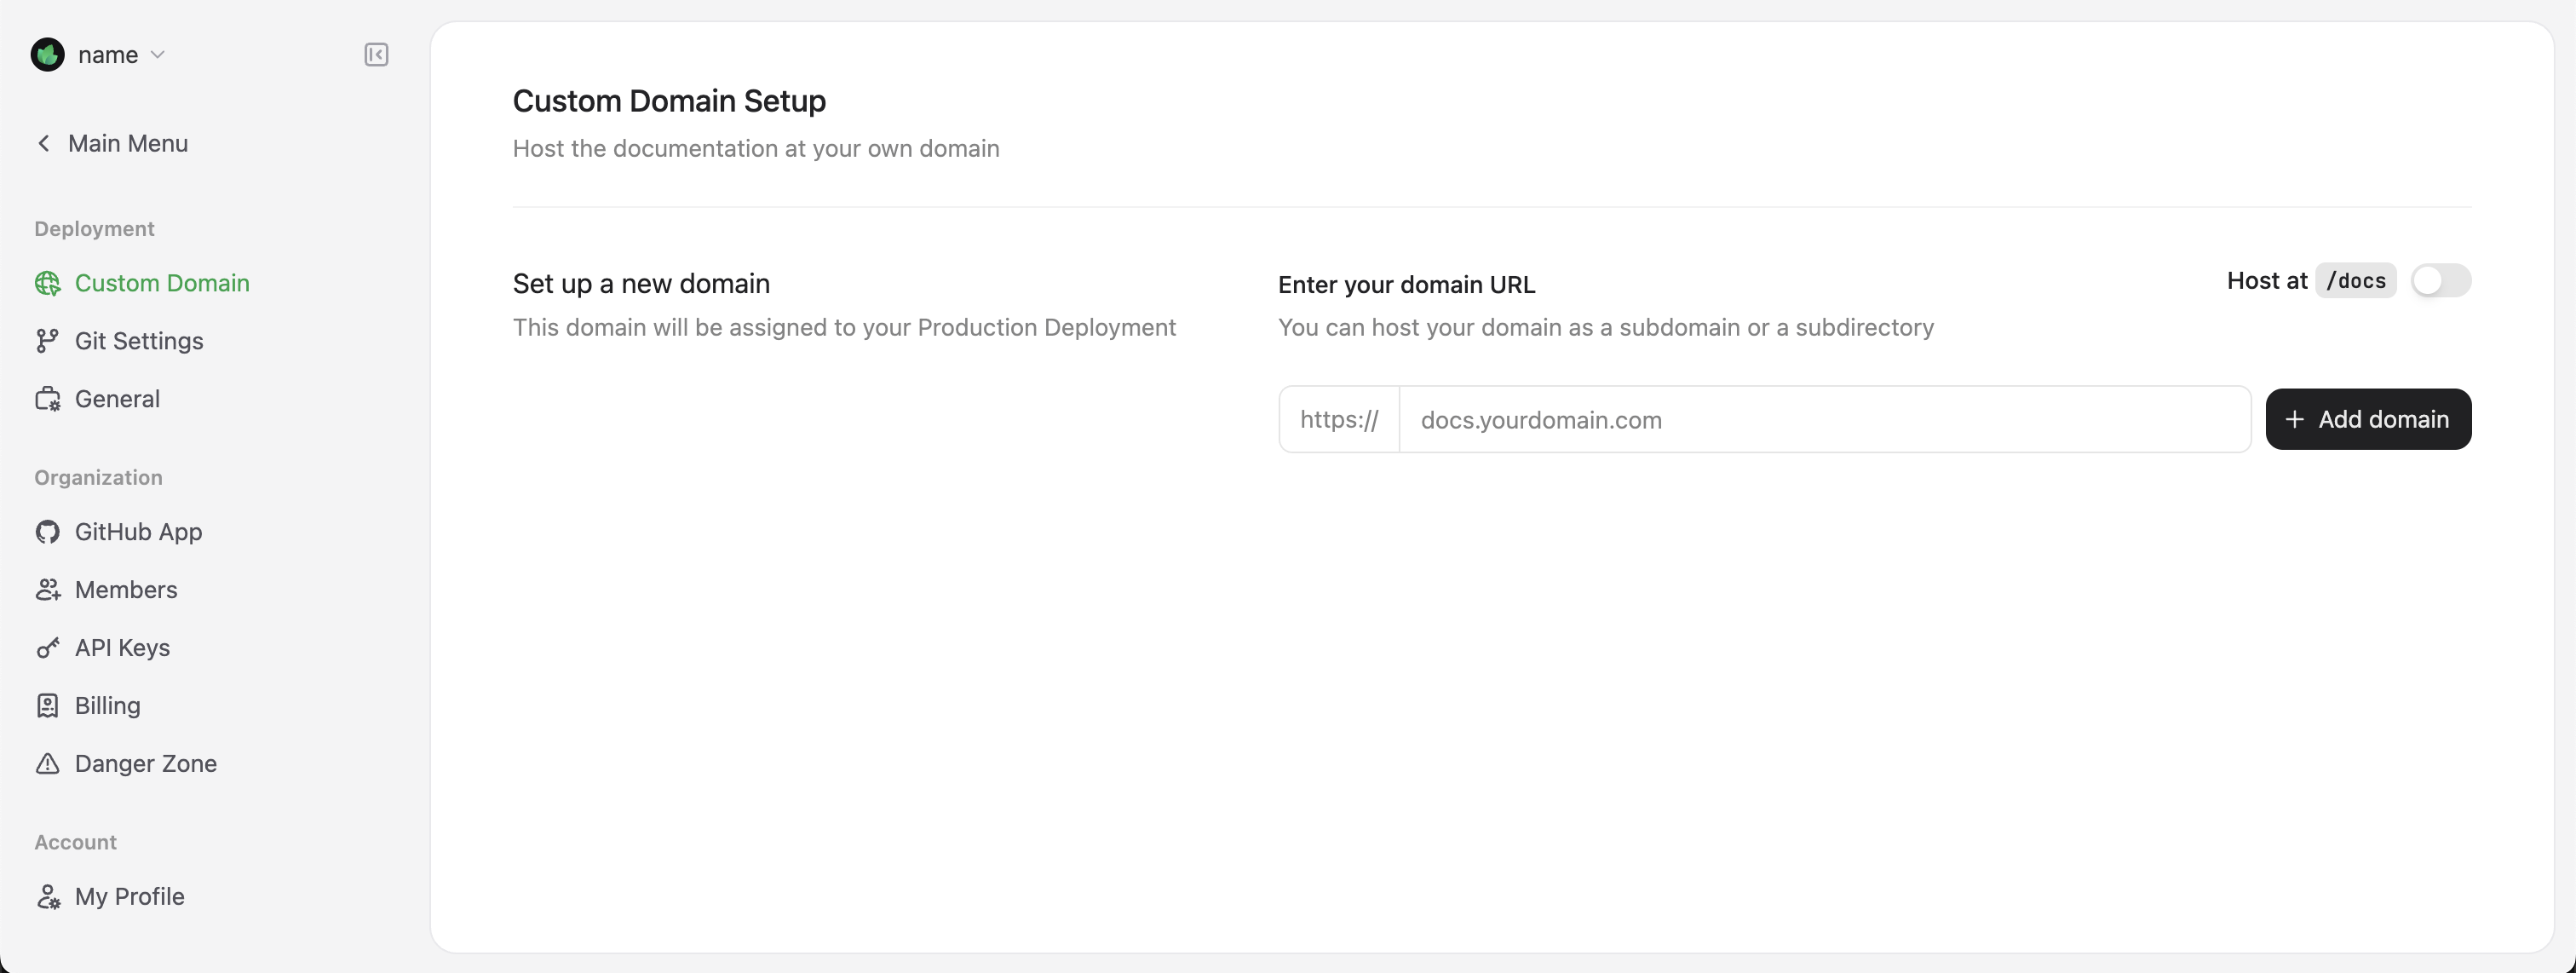 name
Main Menu
Deployment
Custom Domain
Git Settings
General
Organization
GitHub App
Members
API Keys
Billing
Danger Zone
Account
My Profile
Custom Domain Setup
Host the documentation at your own domain
Set up a new domain
This domain will be assigned to your Production Deployment
Enter your domain URL
Host at /docs
You can host your domain as a subdomain or a subdirectory
https:// docs.yourdomain.com
Add domain